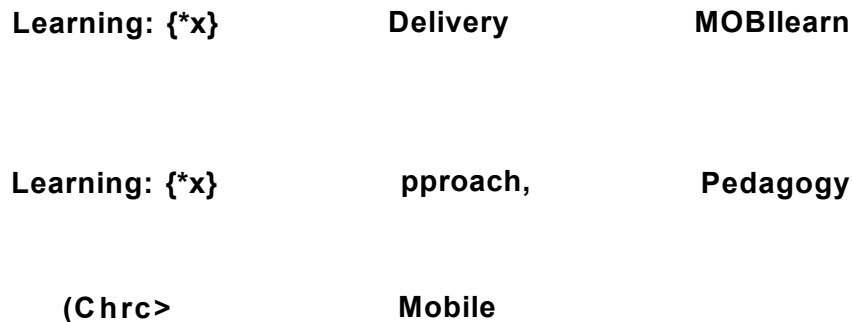 Learning: {*x} Delivery MOBIlearn
Learning: {*x} pproach, Pedagogy
(Chrc> Mobile